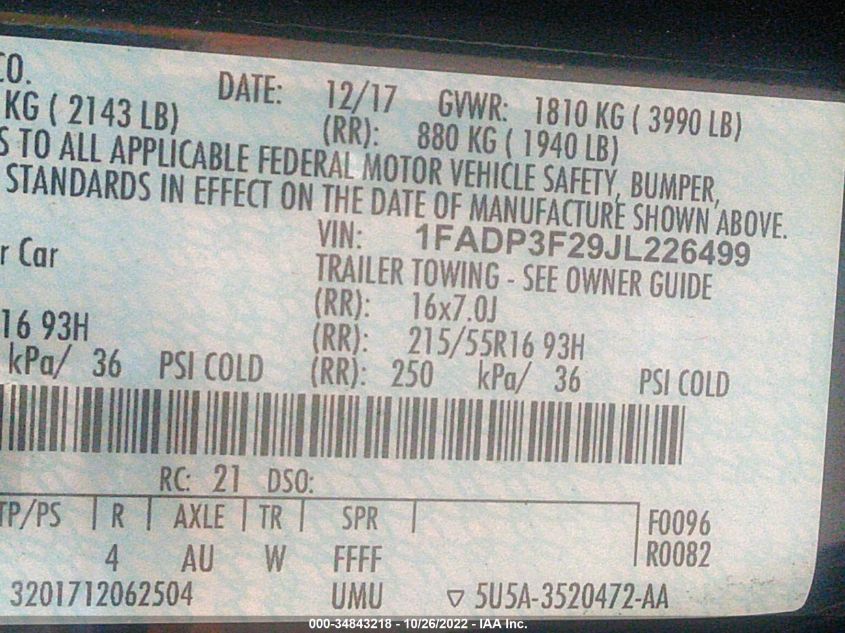 CO.
DATE: 12/17 GVWR: 1810 KG ( 3990 LB)
KG ( 2143 LB) (RR): 880 KG ( 1940 LB)
S TO ALL APPLICABLE FEDERAL MOTOR VEHICLE SAFETY, BUMPER,
STANDARDS IN EFFECT ON THE DATE OF MANUFACTURE SHOWN ABOVE.
VIN: 1FADP3F29JL226499
r Car TRAILER TOWING - SEE OWNER GUIDE
(RR): 16x7.0J
16 93H (RR): 215/55R16 93H
kPa/ 36 PSI COLD (RR): 250 kPa/ 36 PSI COLD
RC: 21 DSO:
TP/PS R AXLE TR SPR F0096
4 AU W FFFF R0082
3201712062504 UMU ▽ 5U5A-3520472-AA
000-34843218 - 10/26/2022 - IAA Inc.